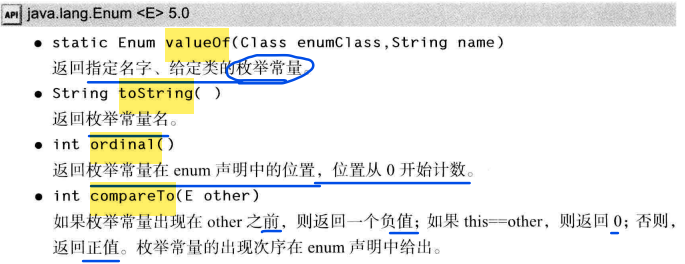 API java.lang.Enum <E> 5.0
● static Enum valueOf(Class enumClass,String name)
返回指定名字、给定类的枚举常量。
● String toString( )
返回枚举常量名。
● int ordinal()
返回枚举常量在 enum 声明中的位置，位置从 0 开始计数。
● int compareTo(E other)
如果枚举常量出现在 other 之前，则返回一个负值；如果 this==other，则返回 0；否则，
返回正值。枚举常量的出现次序在 enum 声明中给出。